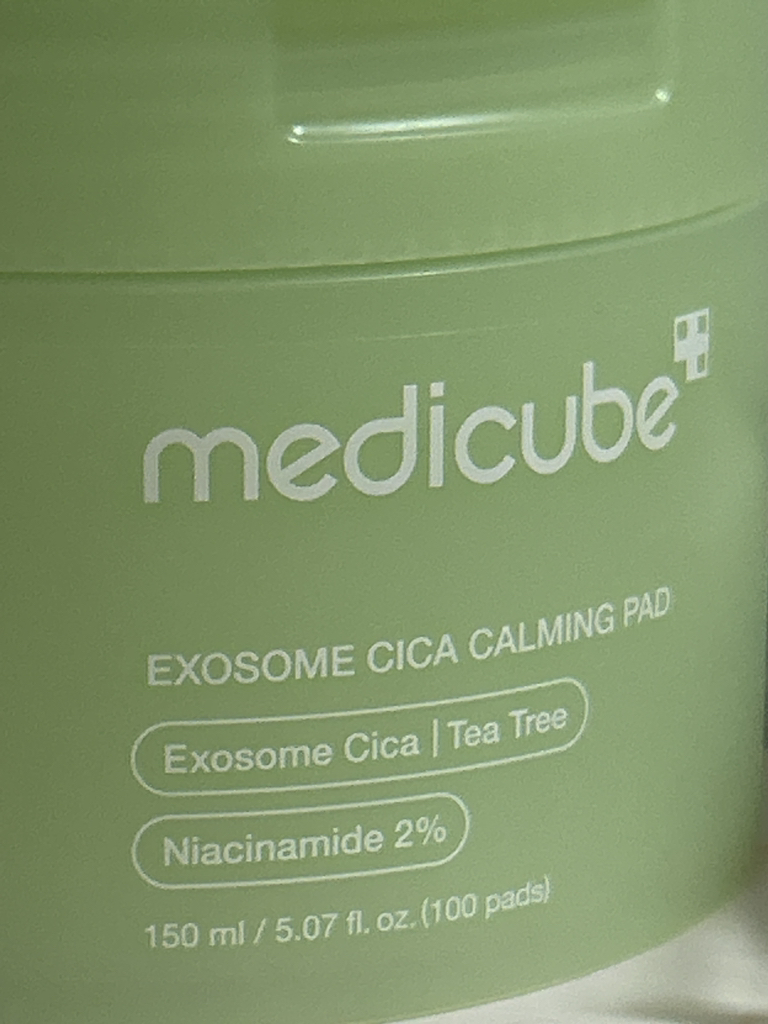 medicube
EXOSOME CICA CALMING PAD
Exosome Cica | Tea Tree
Niacinamide 2%
150 ml / 5.07 fl. oz. (100 pads)